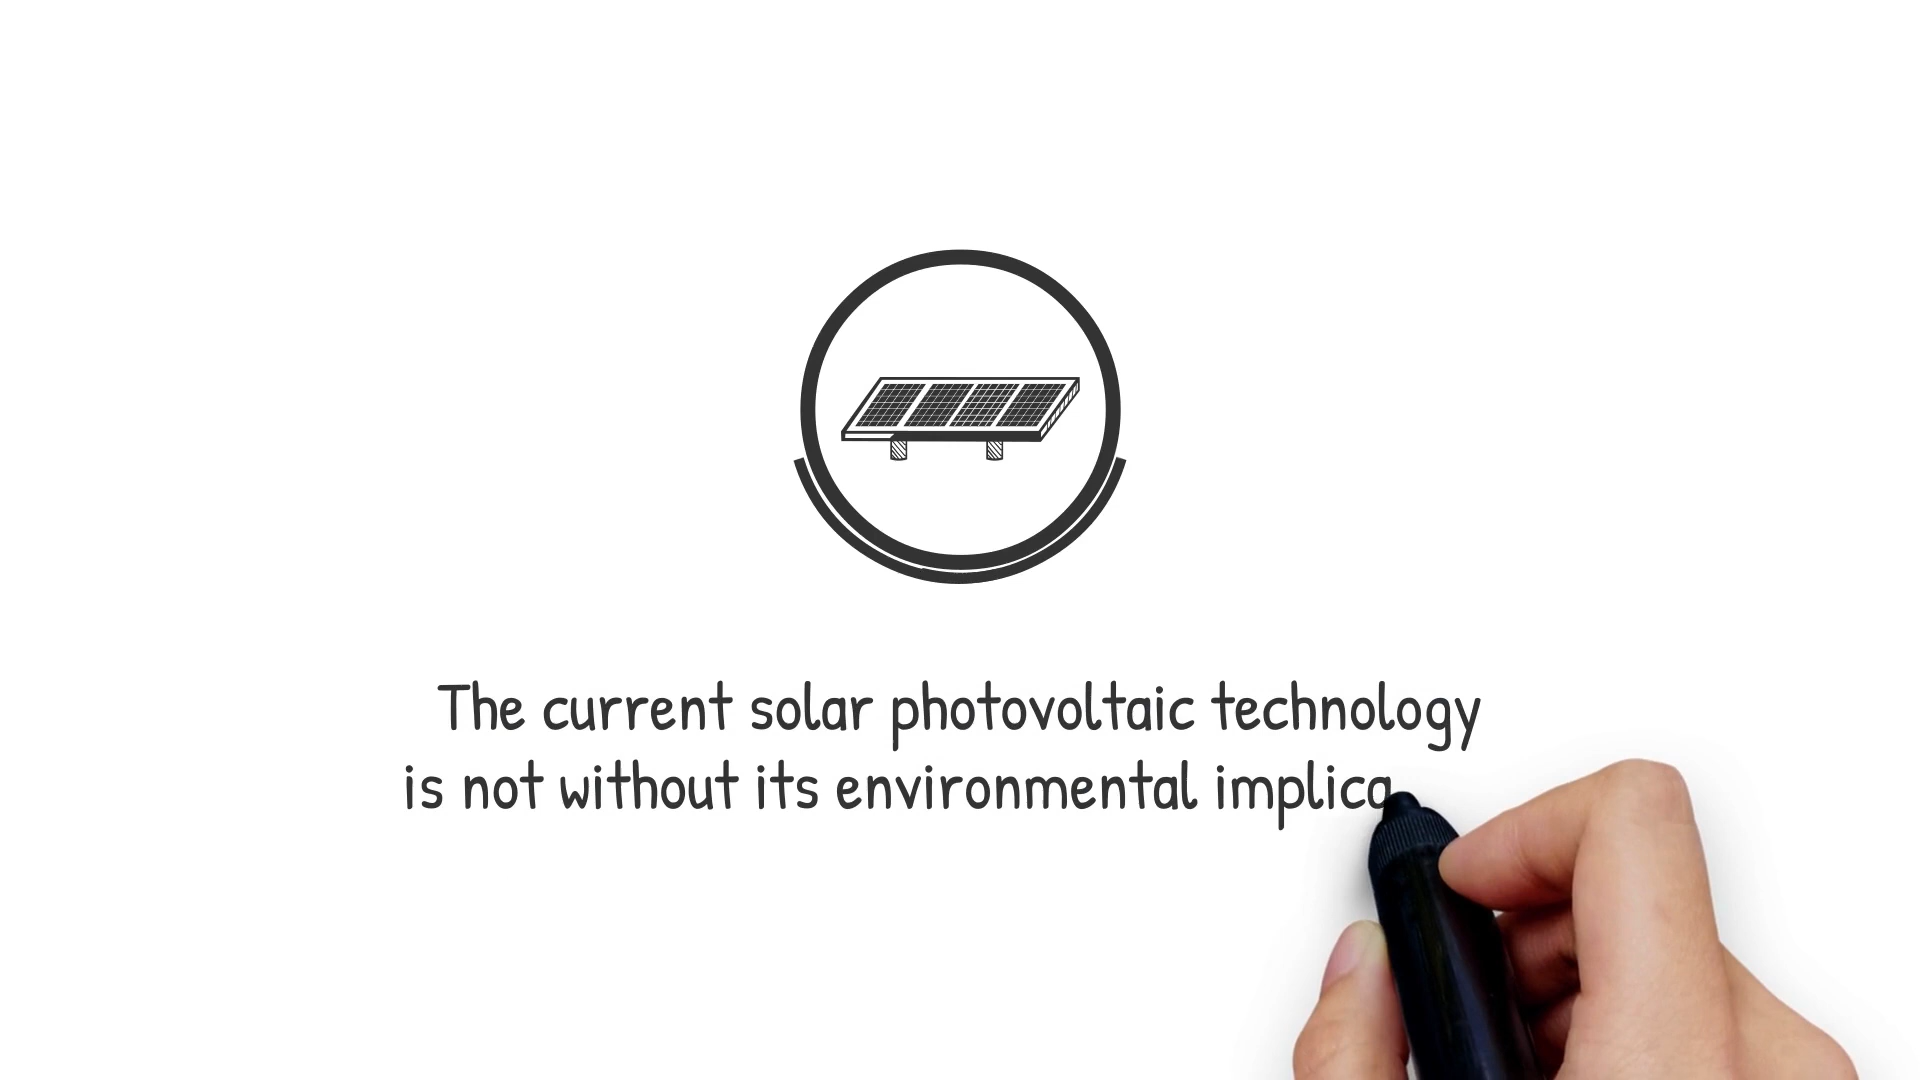 The current solar photovoltaic technology
is not without its environmental implica